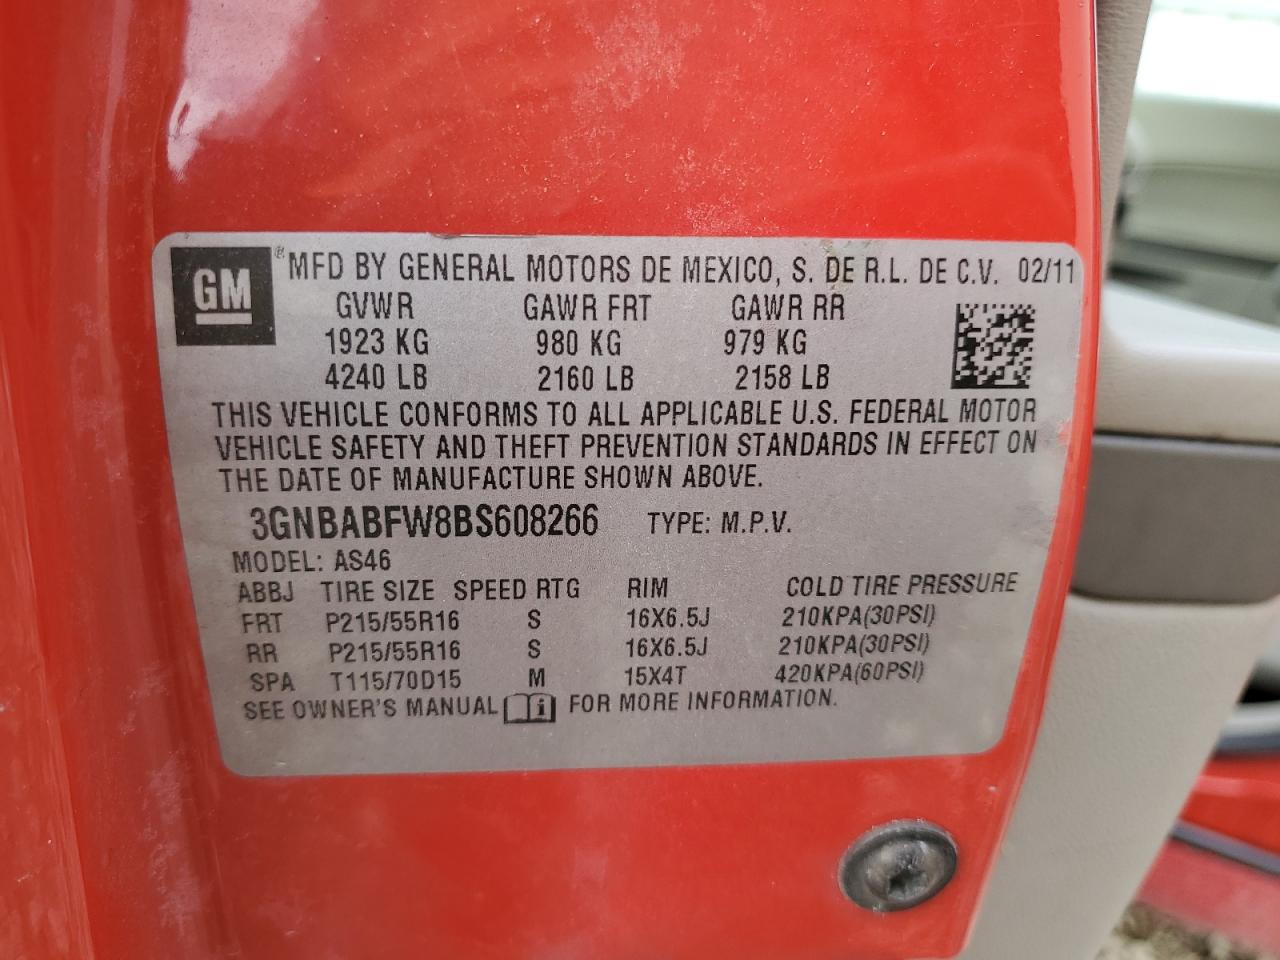 GM ® MFD BY GENERAL MOTORS DE MEXICO, S. DE R.L. DE C.V. 02/11
GVWR GAWR FRT GAWR RR
1923 KG 980 KG 979 KG
4240 LB 2160 LB 2158 LB
THIS VEHICLE CONFORMS TO ALL APPLICABLE U.S. FEDERAL MOTOR
VEHICLE SAFETY AND THEFT PREVENTION STANDARDS IN EFFECT ON
THE DATE OF MANUFACTURE SHOWN ABOVE.
3GNBABFW8BS608266 TYPE: M.P.V.
MODEL: AS46
ABBJ TIRE SIZE SPEED RTG RIM COLD TIRE PRESSURE
FRT P215/55R16 S 16X6.5J 210KPA(30PSI)
RR P215/55R16 S 16X6.5J 210KPA(30PSI)
SPA T115/70D15 M 15X4T 420KPA(60PSI)
SEE OWNER'S MANUAL i FOR MORE INFORMATION.